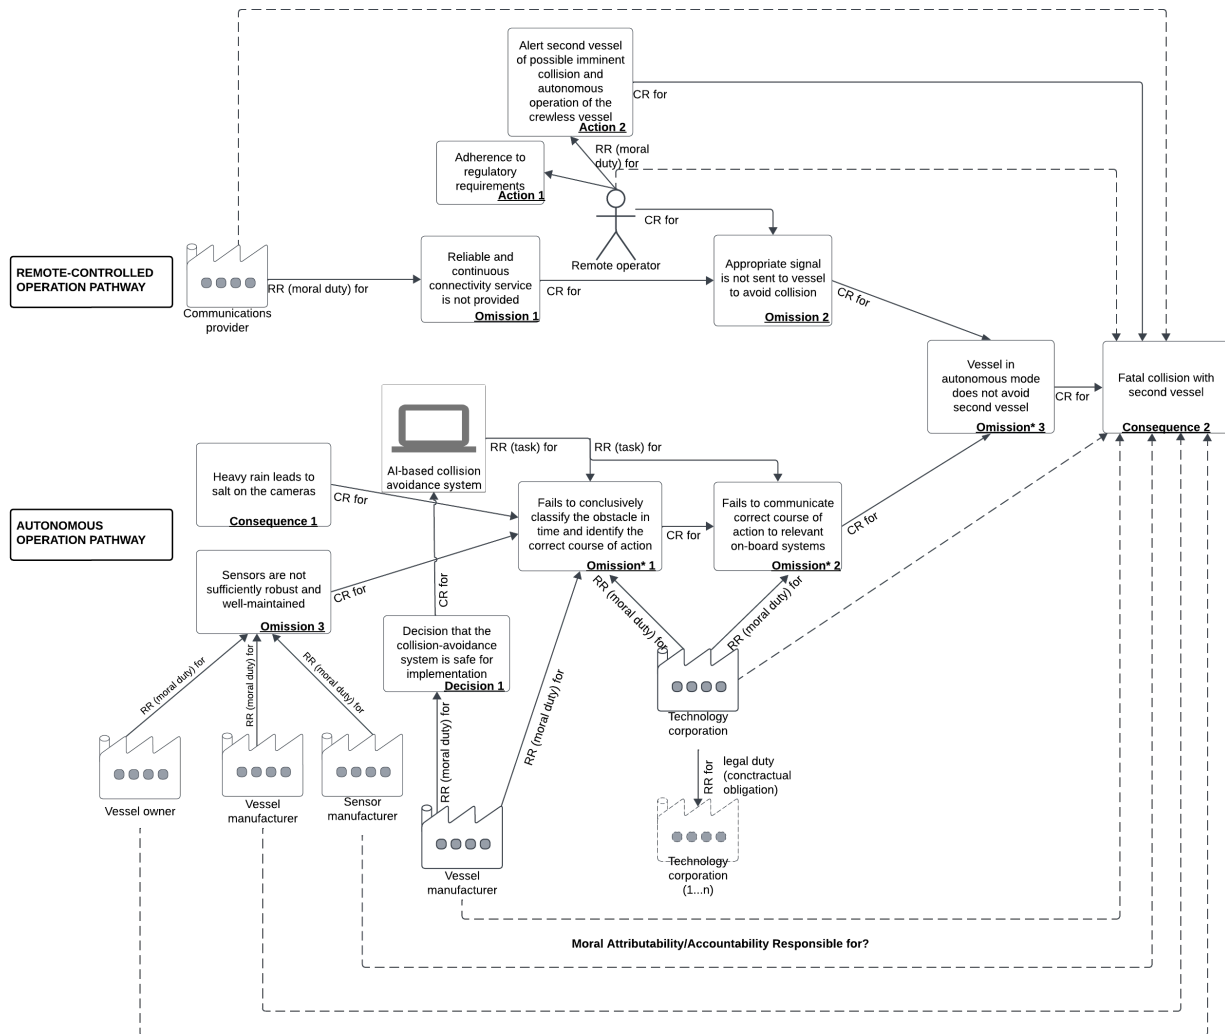 Alert second vessel
of possible imminent
collision and
autonomous
operation of the
crewless vessel
Action 2
CR for
RR (moral
duty) for
Adherence to
regulatory
requirements
Action 1
CR for
Remote operator
REMOTE-CONTROLLED
OPERATION PATHWAY
Communications
provider
RR (moral duty) for
Reliable and
continuous
connectivity service
is not provided
Omission 1
CR for
Appropriate signal
is not sent to vessel
to avoid collision
Omission 2
CR for
Vessel in
autonomous mode
does not avoid
second vessel
Omission* 3
CR for
Fatal collision with
second vessel
Consequence 2
AI-based collision
avoidance system
RR (task) for
RR (task) for
Heavy rain leads to
salt on the cameras
Consequence 1
CR for
AUTONOMOUS
OPERATION PATHWAY
Fails to conclusively
classify the obstacle in
time and identify the
correct course of action
Omission* 1
CR for
Fails to communicate
correct course of
action to relevant
on-board systems
Omission* 2
CR for
Sensors are not
sufficiently robust and
well-maintained
Omission 3
CR for
CR for
Decision that the
collision-avoidance
system is safe for
implementation
Decision 1
RR (moral duty) for
RR (moral duty) for
RR (moral duty) for
RR (moral duty) for
RR (moral duty) for
RR (moral duty) for
RR (moral duty) for
Technology
corporation
RR for
legal duty
(conctractual
obligation)
Technology
corporation
(1...n)
Vessel owner
Vessel
manufacturer
Sensor
manufacturer
Vessel
manufacturer
Moral Attributability/Accountability Responsible for?